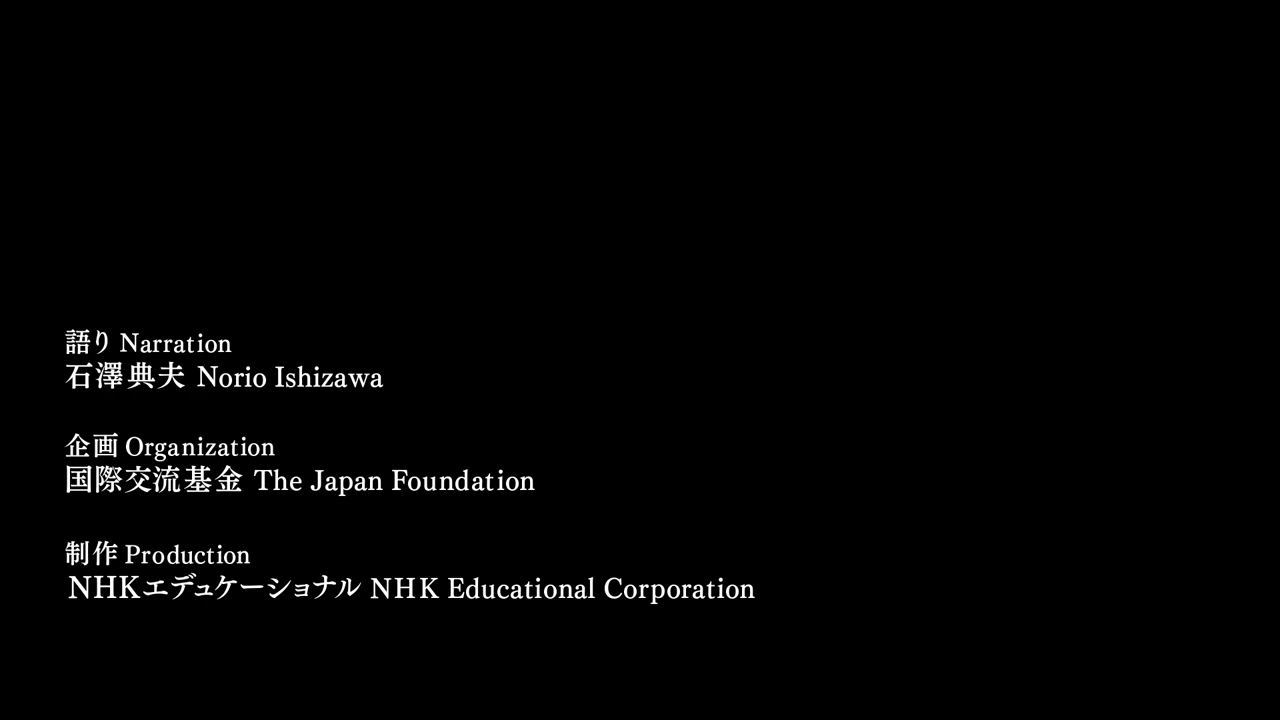 語り Narration
石澤典夫 Norio Ishizawa
企画 Organization
国際交流基金 The Japan Foundation
制作 Production
NHKエデュケーショナル NHK Educational Corporation